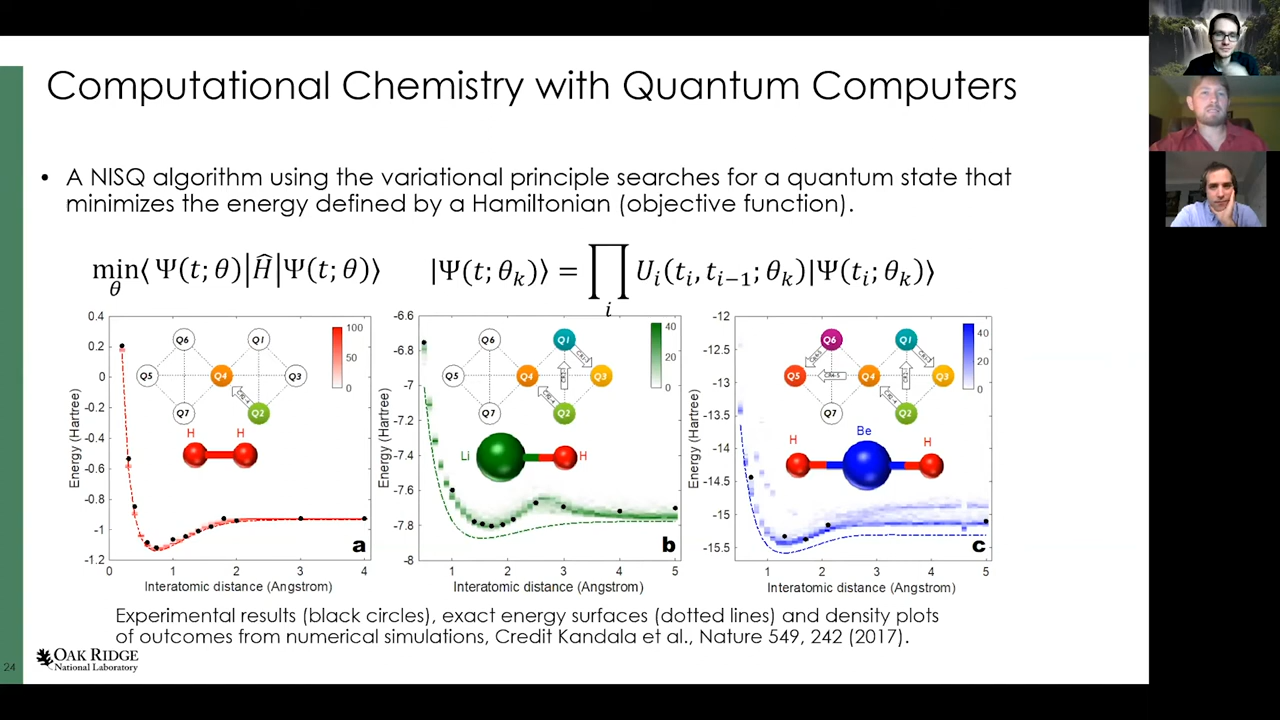 Computational Chemistry with Quantum Computers
• A NISQ algorithm using the variational principle searches for a quantum state that
minimizes the energy defined by a Hamiltonian (objective function).
min⟨Ψ(t;θ)|Ĥ|Ψ(t;θ)⟩
θ
|Ψ(t;θₖ)⟩ = ∏ Uᵢ(tᵢ, tᵢ₋₁;θₖ)|Ψ(tᵢ;θₖ)⟩
i
0.4
0.2
0
-0.2
-0.4
-0.6
-0.8
-1
-1.2
Energy (Hartree)
Q6
Q1
Q5
Q4
Q3
Q7
Q2
100
50
0
H H
a
0 1 2 3 4
Interatomic distance (Angstrom)
-6.6
-6.8
-7
-7.2
-7.4
-7.6
-7.8
-8
Energy (Hartree)
Q6
Q1
Q5
Q4
Q3
Q7
Q2
40
20
0
Li H
b
1 2 3 4 5
Interatomic distance (Angstrom)
-12
-12.5
-13
-13.5
-14
-14.5
-15
-15.5
Energy (Hartree)
Q6
Q1
Q5
Q4
Q3
Q7
Q2
40
20
0
H Be H
c
1 2 3 4 5
Interatomic distance (Angstrom)
Experimental results (black circles), exact energy surfaces (dotted lines) and density plots
of outcomes from numerical simulations, Credit Kandala et al., Nature 549, 242 (2017).
24
OAK RIDGE
National Laboratory